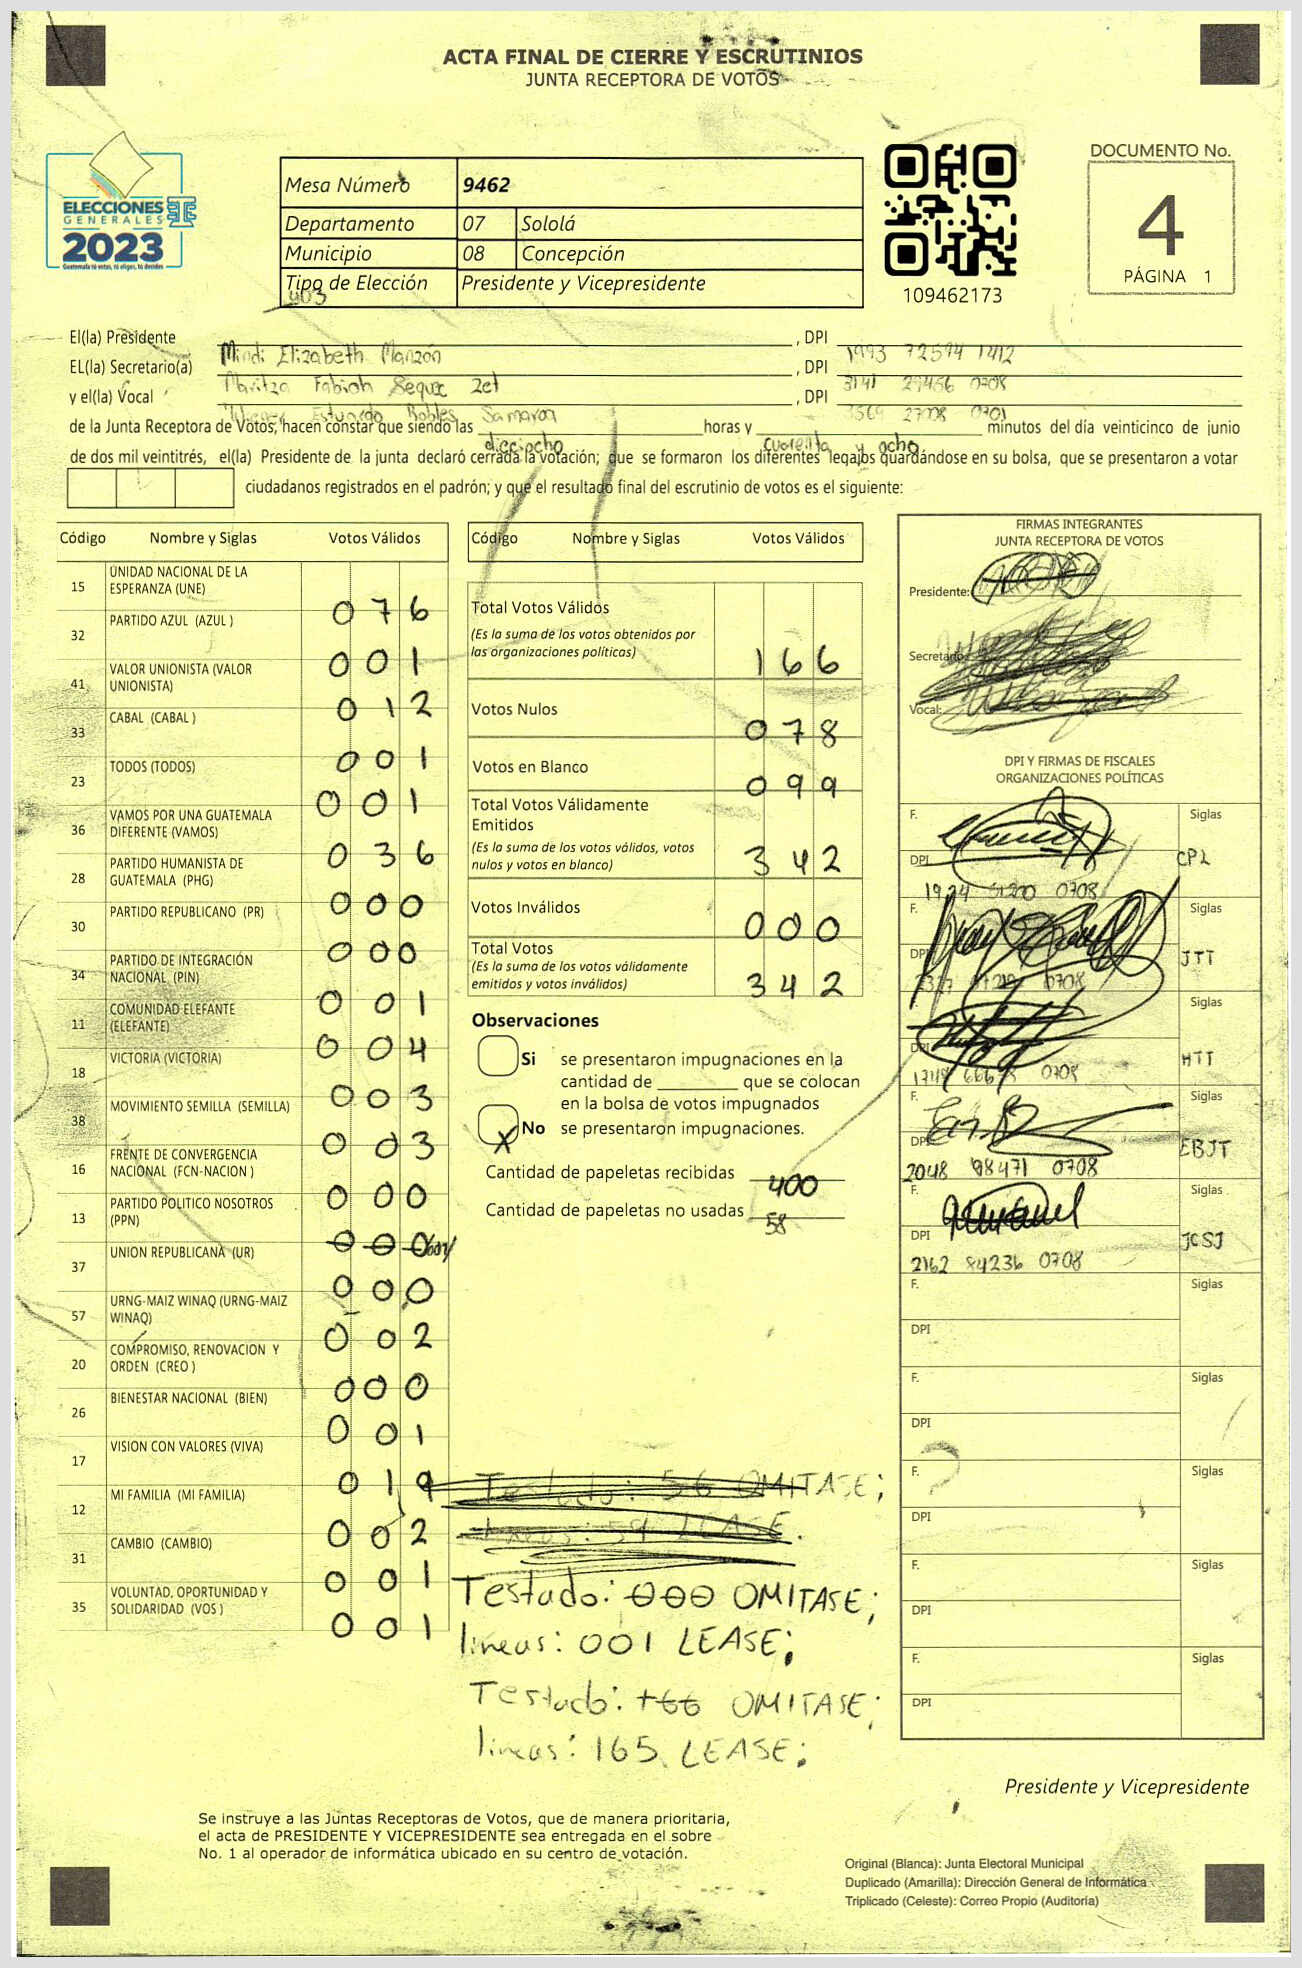 ACTA FINAL DE CIERRE Y ESCRUTINIOS
JUNTA RECEPTORA DE VOTOS
ELECCIONES
GENERALES
2023
Guatemala tú votas, tú eliges, tú decides
Mesa Número 9462
Departamento 07 Sololá
Municipio 08 Concepción
Tipo de Elección Presidente y Vicepresidente
403
109462173
DOCUMENTO No.
4
PÁGINA 1
El(la) Presidente Mindi Elizabeth Manzón , DPI 1993 72594 1412
EL(la) Secretario(a) Maritza Fabiola Sequec Zet , DPI 3141 29456 0708
y el(la) Vocal Estuardo Robles Samaroa , DPI 3569 27008 0701
de la Junta Receptora de Votos, hacen constar que siendo las dieciocho horas y cuarenta y ocho minutos del día veinticinco de junio
de dos mil veintitrés, el(la) Presidente de la junta declaró cerrada la votación; que se formaron los diferentes legajos guardándose en su bolsa, que se presentaron a votar
ciudadanos registrados en el padrón; y que el resultado final del escrutinio de votos es el siguiente:
Código Nombre y Siglas Votos Válidos
15 UNIDAD NACIONAL DE LA ESPERANZA (UNE) 076
32 PARTIDO AZUL (AZUL ) 001
41 VALOR UNIONISTA (VALOR UNIONISTA) 012
33 CABAL (CABAL ) 001
23 TODOS (TODOS) 001
36 VAMOS POR UNA GUATEMALA DIFERENTE (VAMOS) 036
28 PARTIDO HUMANISTA DE GUATEMALA (PHG) 000
30 PARTIDO REPUBLICANO (PR) 000
34 PARTIDO DE INTEGRACIÓN NACIONAL (PIN) 001
11 COMUNIDAD ELEFANTE (ELEFANTE) 004
18 VICTORIA (VICTORIA) 003
38 MOVIMIENTO SEMILLA (SEMILLA) 003
16 FRENTE DE CONVERGENCIA NACIONAL (FCN-NACION ) 000
13 PARTIDO POLITICO NOSOTROS (PPN) 000 001
37 UNION REPUBLICANA (UR) 000
57 URNG-MAIZ WINAQ (URNG-MAIZ WINAQ) 002
20 COMPROMISO, RENOVACION Y ORDEN (CREO ) 000
26 BIENESTAR NACIONAL (BIEN) 001
17 VISION CON VALORES (VIVA) 019
12 MI FAMILIA (MI FAMILIA) 002
31 CAMBIO (CAMBIO) 001
35 VOLUNTAD, OPORTUNIDAD Y SOLIDARIDAD (VOS ) 001
Código Nombre y Siglas Votos Válidos
Total Votos Válidos 166
(Es la suma de los votos obtenidos por
las organizaciones políticas)
Votos Nulos 078
Votos en Blanco 099
Total Votos Válidamente
Emitidos 342
(Es la suma de los votos válidos, votos
nulos y votos en blanco)
Votos Inválidos 000
Total Votos 342
(Es la suma de los votos válidamente
emitidos y votos inválidos)
Observaciones
Si se presentaron impugnaciones en la
cantidad de ________ que se colocan
en la bolsa de votos impugnados
X No se presentaron impugnaciones.
Cantidad de papeletas recibidas 400
Cantidad de papeletas no usadas 58
Testado: 56 OMITASE;
lineas: 59 LEASE.
Testado: 000 OMITASE;
lineas: 001 LEASE;
Testado: 166 OMITASE;
lineas: 165 LEASE;
FIRMAS INTEGRANTES
JUNTA RECEPTORA DE VOTOS
Presidente:
Secretario:
Vocal:
DPI Y FIRMAS DE FISCALES
ORGANIZACIONES POLÍTICAS
F. Siglas
DPI CPL
0708
F. Siglas
DPI JTT
0708
F. Siglas
DPI HTT
0708
F. Siglas
DPI EBJT
2048 98471 0708
F. Siglas
DPI JCSJ
2162 84236 0708
F. Siglas
DPI
F. Siglas
DPI
F. Siglas
DPI
F. Siglas
DPI
F. Siglas
DPI
Presidente y Vicepresidente
Se instruye a las Juntas Receptoras de Votos, que de manera prioritaria,
el acta de PRESIDENTE Y VICEPRESIDENTE sea entregada en el sobre
No. 1 al operador de informática ubicado en su centro de votación.
Original (Blanca): Junta Electoral Municipal
Duplicado (Amarilla): Dirección General de Informática
Triplicado (Celeste): Correo Propio (Auditoría)